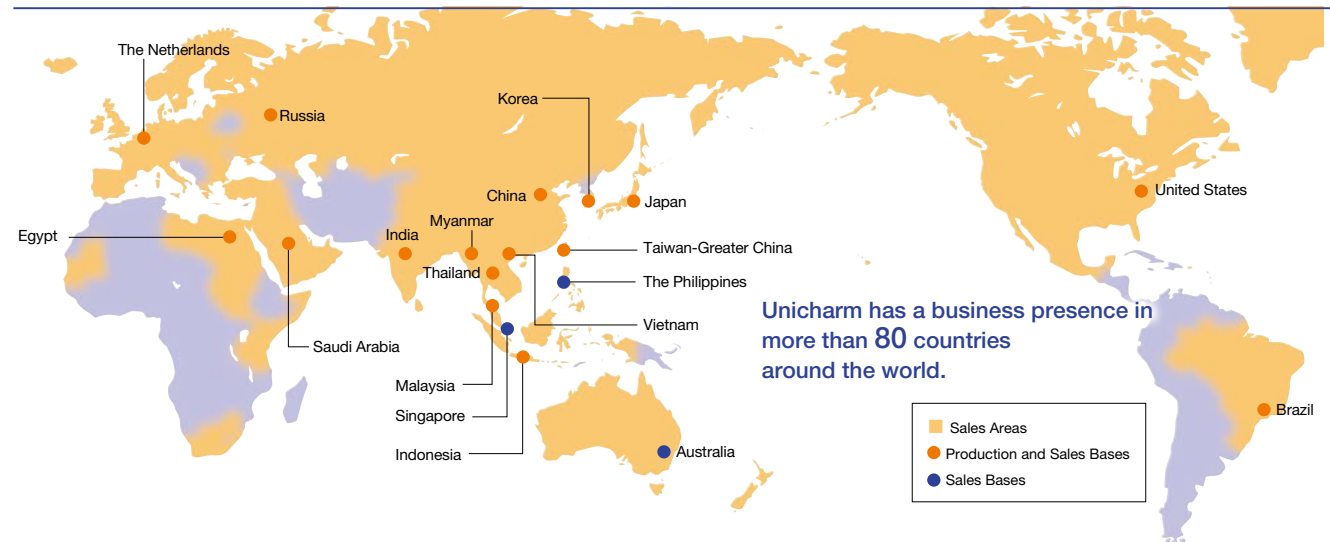 The Netherlands
Russia
Korea
China
Japan
United States
Egypt
India
Myanmar
Taiwan-Greater China
Thailand
The Philippines
Vietnam
Saudi Arabia
Malaysia
Singapore
Indonesia
Australia
Brazil
Unicharm has a business presence in
more than 80 countries
around the world.
Sales Areas
Production and Sales Bases
Sales Bases